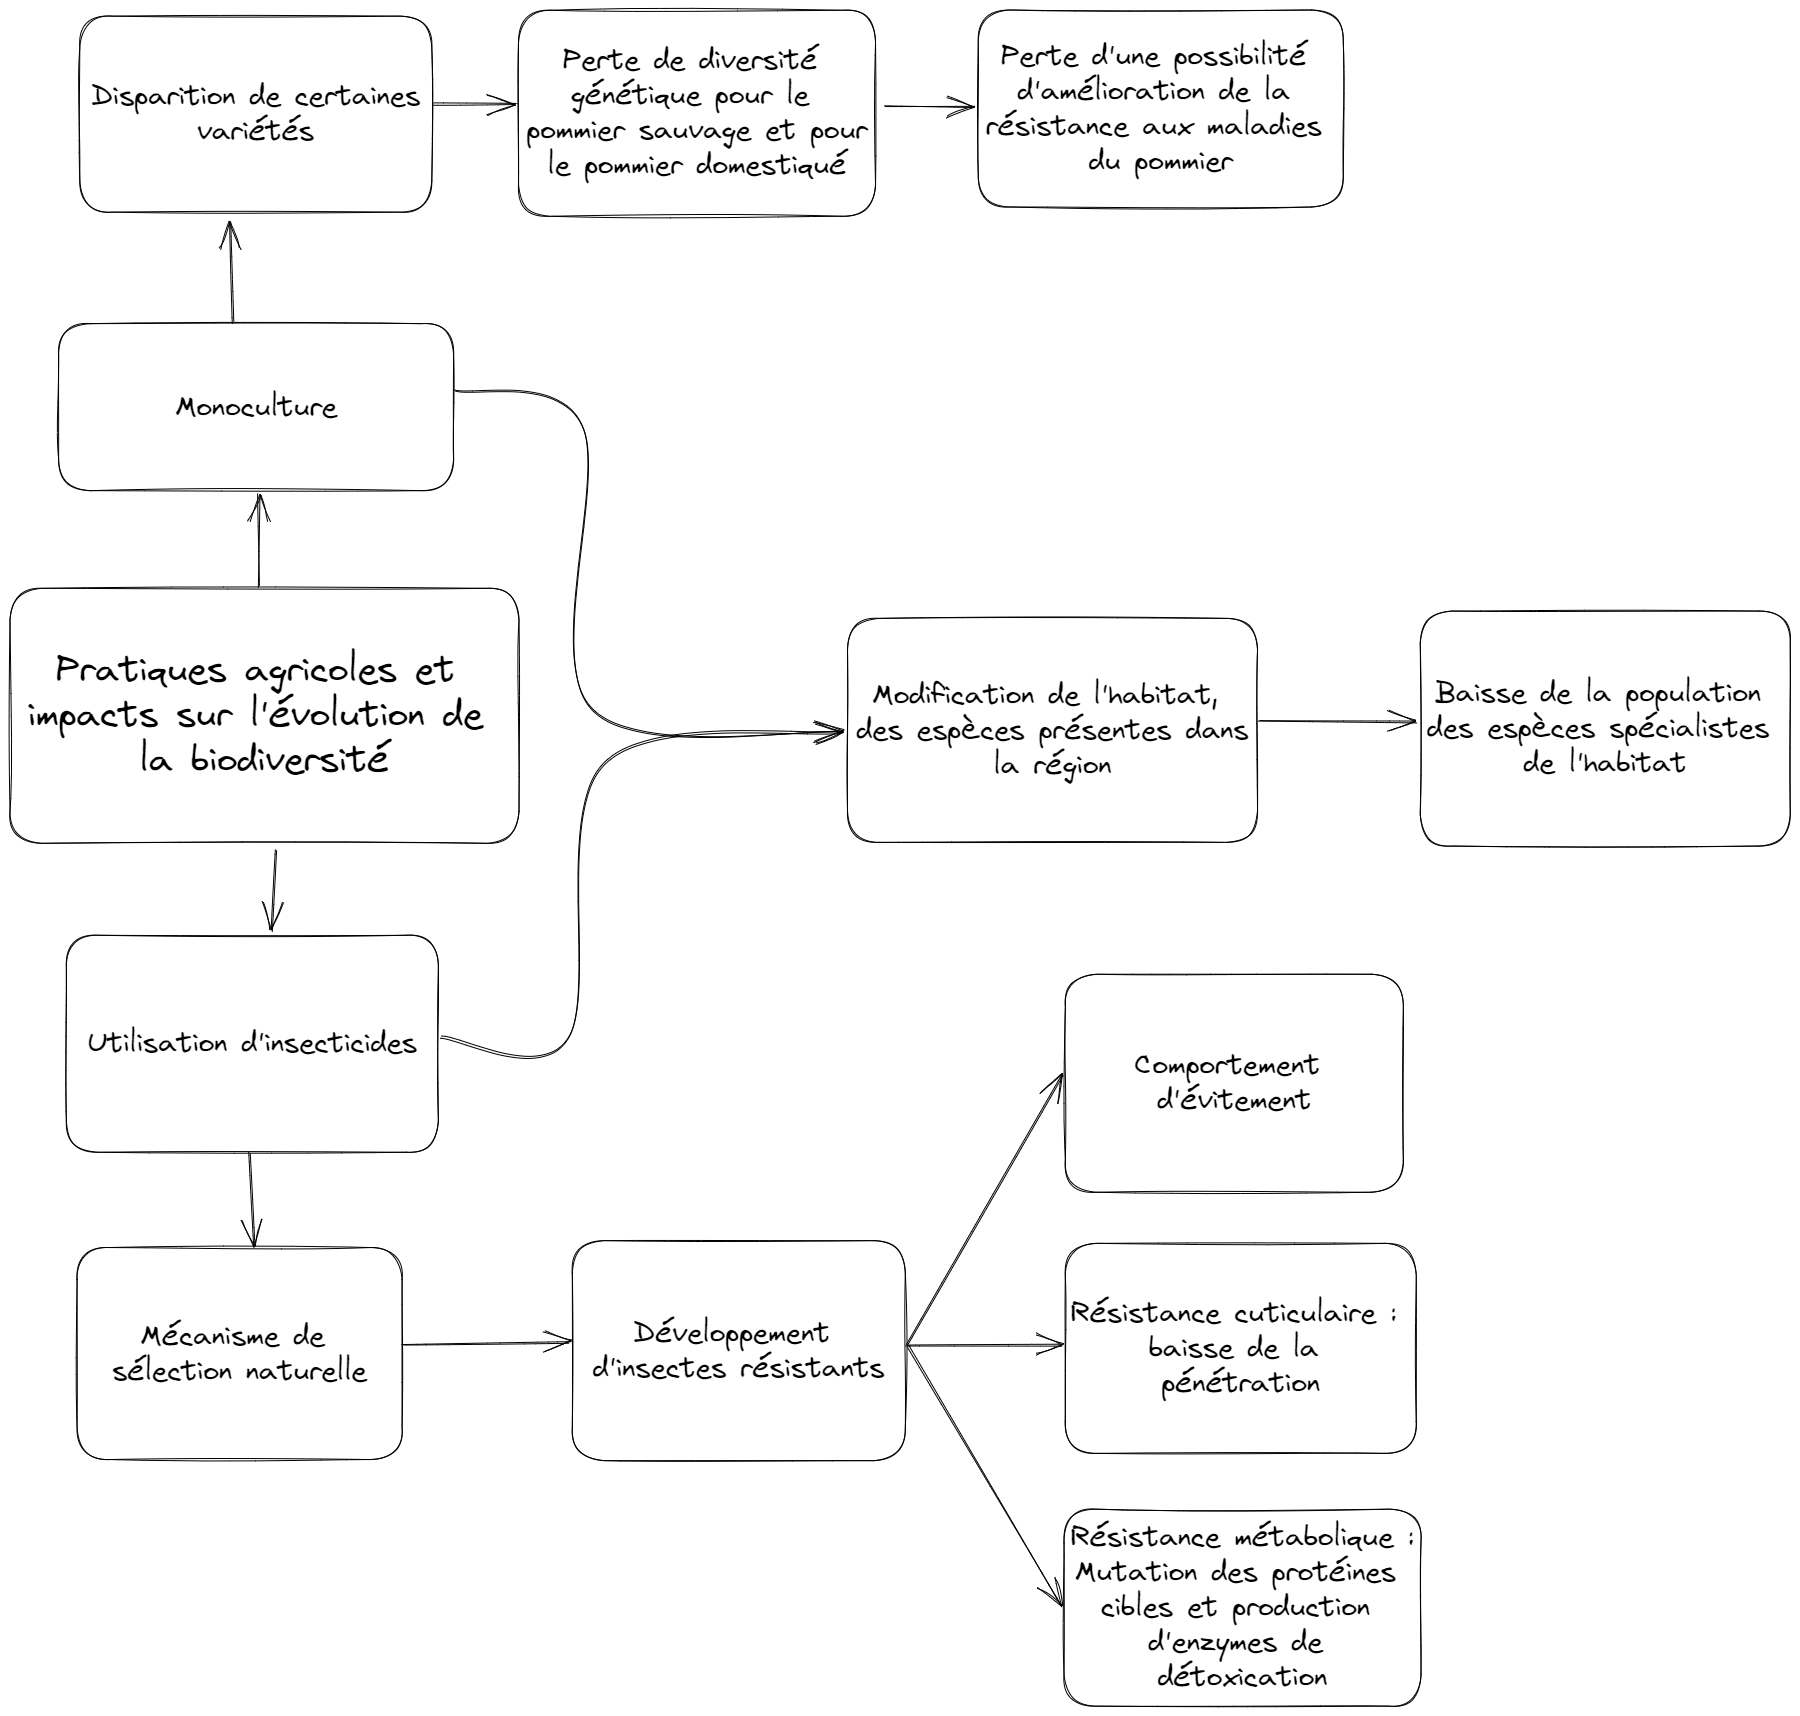 Disparition de certaines
variétés
Perte de diversité
génétique pour le
pommier sauvage et pour
le pommier domestiqué
Perte d'une possibilité
d'amélioration de la
résistance aux maladies
du pommier
Monoculture
Pratiques agricoles et
impacts sur l'évolution de
la biodiversité
Modification de l'habitat,
des espèces présentes dans
la région
Baisse de la population
des espèces spécialistes
de l'habitat
Utilisation d'insecticides
Comportement
d'évitement
Mécanisme de
sélection naturelle
Développement
d'insectes résistants
Résistance cuticulaire :
baisse de la
pénétration
Résistance métabolique :
Mutation des protéines
cibles et production
d'enzymes de
détoxication